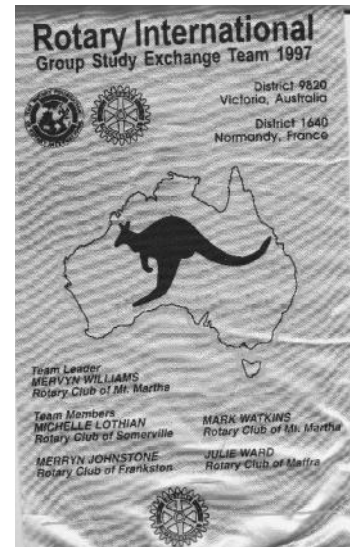 Rotary International
Group Study Exchange Team 1997
District 9820
Victoria, Australia
District 1640
Normandy, France
Team Leader
MERVYN WILLIAMS
Rotary Club of Mt. Martha
Team Members
MICHELLE LOTHIAN
Rotary Club of Somerville
MERRYN JOHNSTONE
Rotary Club of Frankston
MARK WATKINS
Rotary Club of Mt. Martha
JULIE WARD
Rotary Club of Maffra